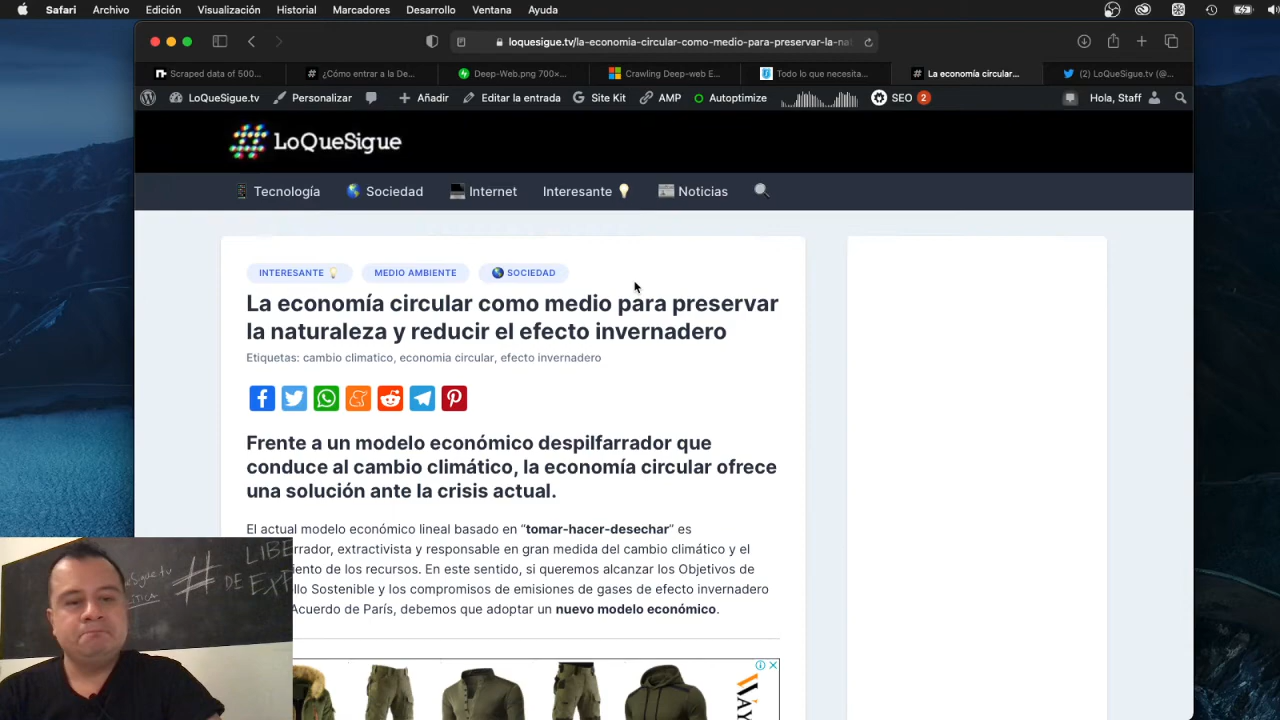 Safari Archivo Edición Visualización Historial Marcadores Desarrollo Ventana Ayuda
loquesigue.tv/la-economia-circular-como-medio-para-preservar-la-nat
Scraped data of 500...
¿Cómo entrar a la De...
Deep-Web.png 700×...
Crawling Deep-web E...
Todo lo que necesita...
La economía circular...
(2) LoQueSigue.tv (@...
LoQueSigue.tv Personalizar Añadir Editar la entrada Site Kit AMP Autoptimize SEO 2 Hola, Staff
# LoQueSigue
Tecnología Sociedad Internet Interesante Noticias
INTERESANTE MEDIO AMBIENTE SOCIEDAD
La economía circular como medio para preservar
la naturaleza y reducir el efecto invernadero
Etiquetas: cambio climatico, economia circular, efecto invernadero
Frente a un modelo económico despilfarrador que
conduce al cambio climático, la economía circular ofrece
una solución ante la crisis actual.
El actual modelo económico lineal basado en “tomar-hacer-desechar” es
rrador, extractivista y responsable en gran medida del cambio climático y el
iento de los recursos. En este sentido, si queremos alcanzar los Objetivos de
llo Sostenible y los compromisos de emisiones de gases de efecto invernadero
Acuerdo de París, debemos que adoptar un nuevo modelo económico.
# LIBE
DE EXP
WAY